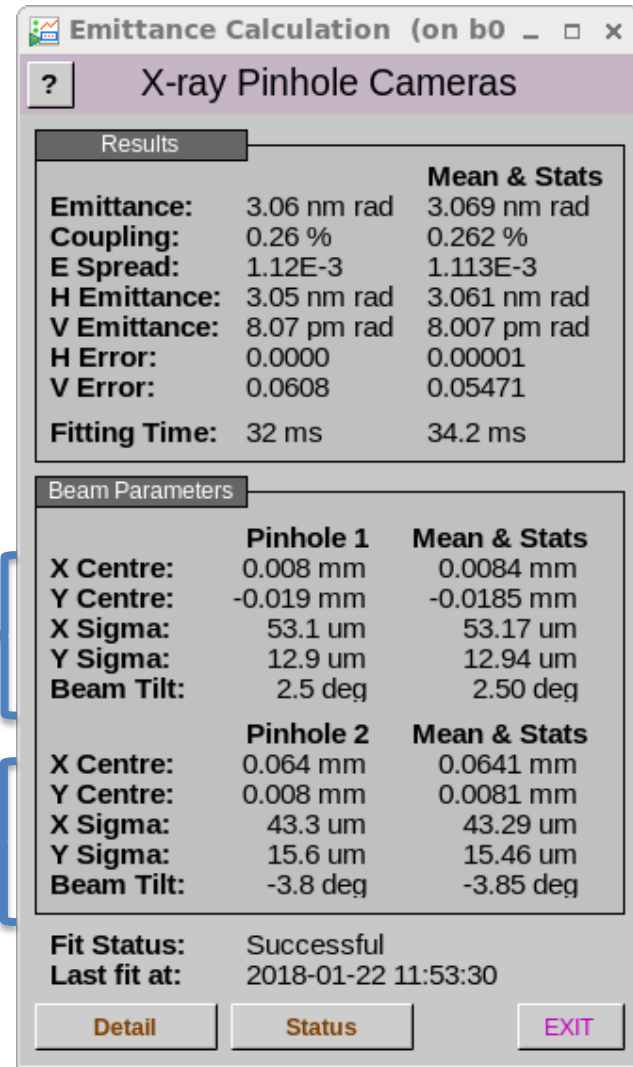 Emittance Calculation (on b0
? X-ray Pinhole Cameras
Results
Mean & Stats
Emittance: 3.06 nm rad 3.069 nm rad
Coupling: 0.26 % 0.262 %
E Spread: 1.12E-3 1.113E-3
H Emittance: 3.05 nm rad 3.061 nm rad
V Emittance: 8.07 pm rad 8.007 pm rad
H Error: 0.0000 0.00001
V Error: 0.0608 0.05471
Fitting Time: 32 ms 34.2 ms
Beam Parameters
Pinhole 1 Mean & Stats
X Centre: 0.008 mm 0.0084 mm
Y Centre: -0.019 mm -0.0185 mm
X Sigma: 53.1 um 53.17 um
Y Sigma: 12.9 um 12.94 um
Beam Tilt: 2.5 deg 2.50 deg
Pinhole 2 Mean & Stats
X Centre: 0.064 mm 0.0641 mm
Y Centre: 0.008 mm 0.0081 mm
X Sigma: 43.3 um 43.29 um
Y Sigma: 15.6 um 15.46 um
Beam Tilt: -3.8 deg -3.85 deg
Fit Status: Successful
Last fit at: 2018-01-22 11:53:30
Detail Status EXIT